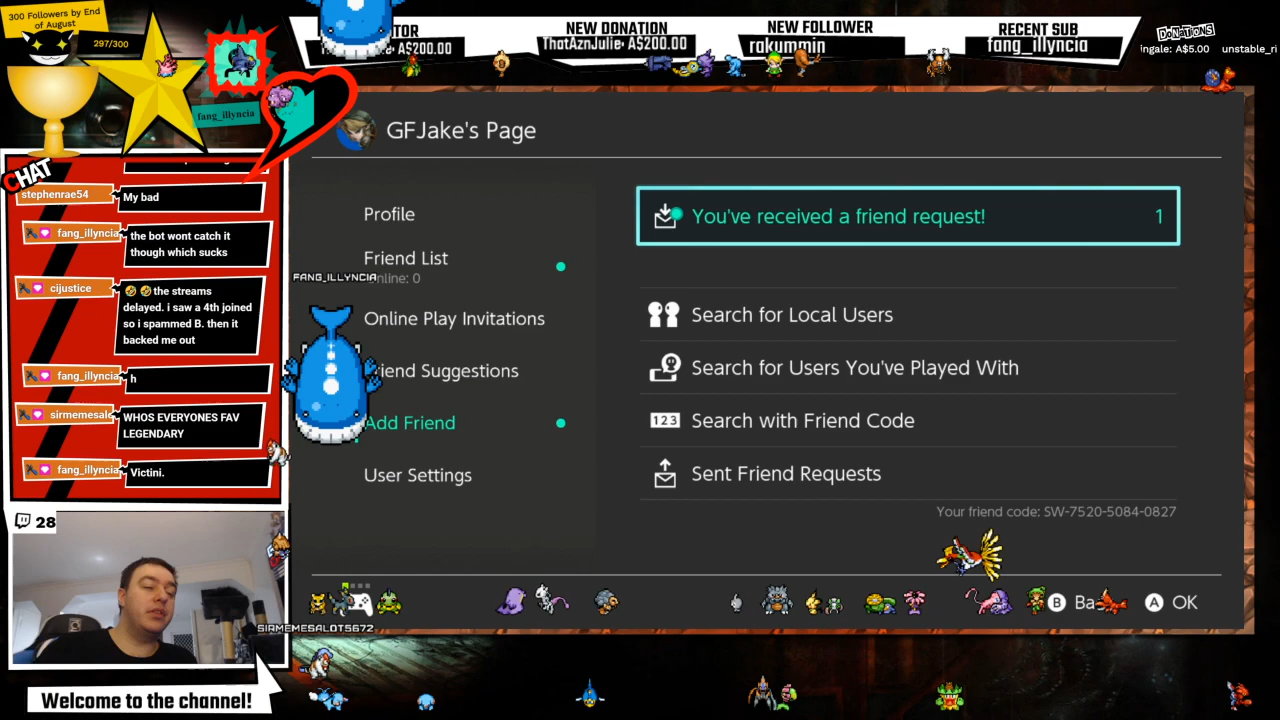 300 Followers by End
of August
297/300
fang_illyncia
A$200.00
NEW DONATION
ThatAznJulie• A$200.00
NEW FOLLOWER
rakummin
RECENT SUB
fang_illyncia
DONATIONS
ingale: A$5.00 unstable_ri
CHAT
stephenrae54
My bad
fang_illyncia
the bot wont catch it
though which sucks
cijustice
🤣 🤣 the streams
delayed. i saw a 4th joined
so i spammed B. then it
backed me out
fang_illyncia
h
sirmemesalo
WHOS EVERYONES FAV
LEGENDARY
fang_illyncia
Victini.
28
Welcome to the channel!
GFJake's Page
Profile
Friend List
Online: 0
FANG_ILLYNCIA
Online Play Invitations
Friend Suggestions
Add Friend
User Settings
You've received a friend request! 1
Search for Local Users
Search for Users You've Played With
123 Search with Friend Code
Sent Friend Requests
Your friend code: SW-7520-5084-0827
B Ba
A OK
SIRMEMESALOT5672